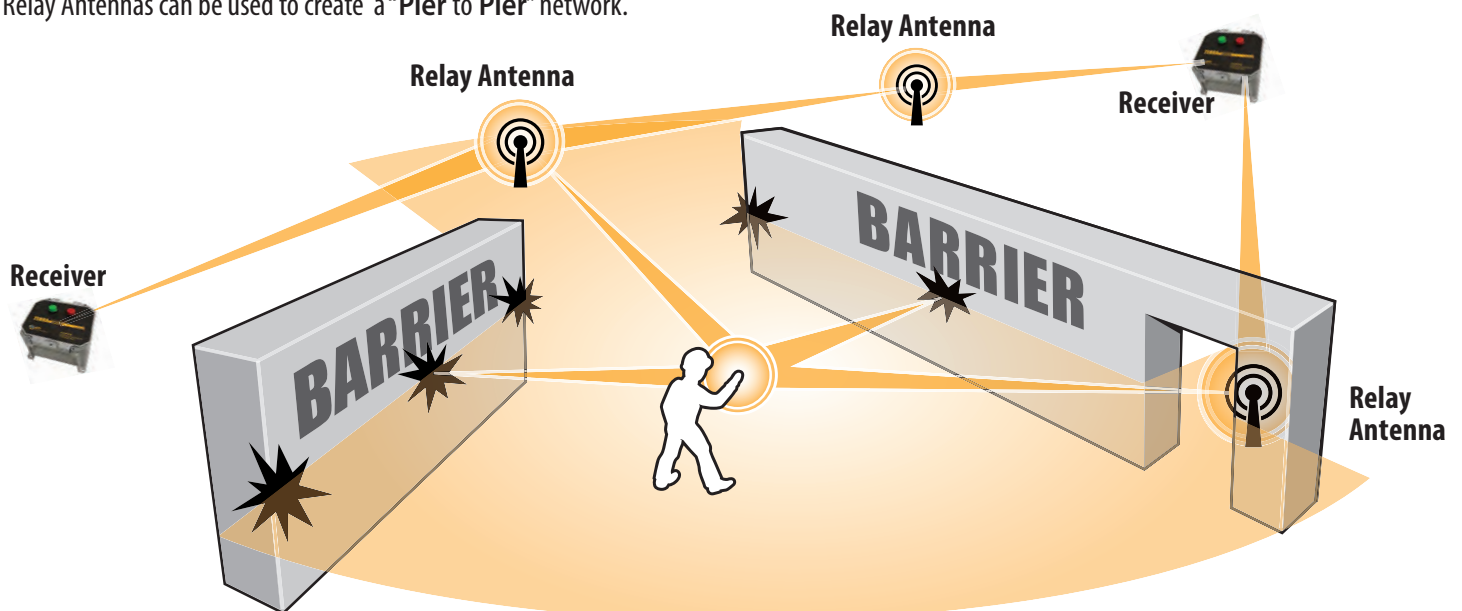 Relay Antennas can be used to create a "Pier to Pier" network.
Relay Antenna
Relay Antenna
Receiver
BARRIER
Receiver
BARRIER
Relay
Antenna